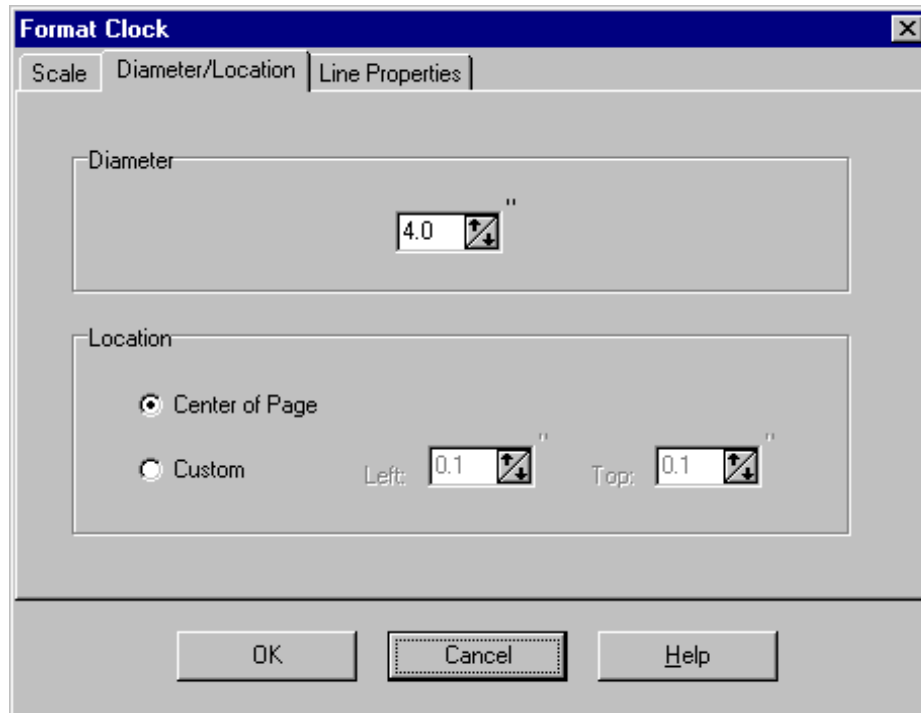 Format Clock
Scale Diameter/Location Line Properties
Diameter
4.0 "
Location
Center of Page
Custom Left: 0.1 " Top: 0.1 "
OK Cancel Help